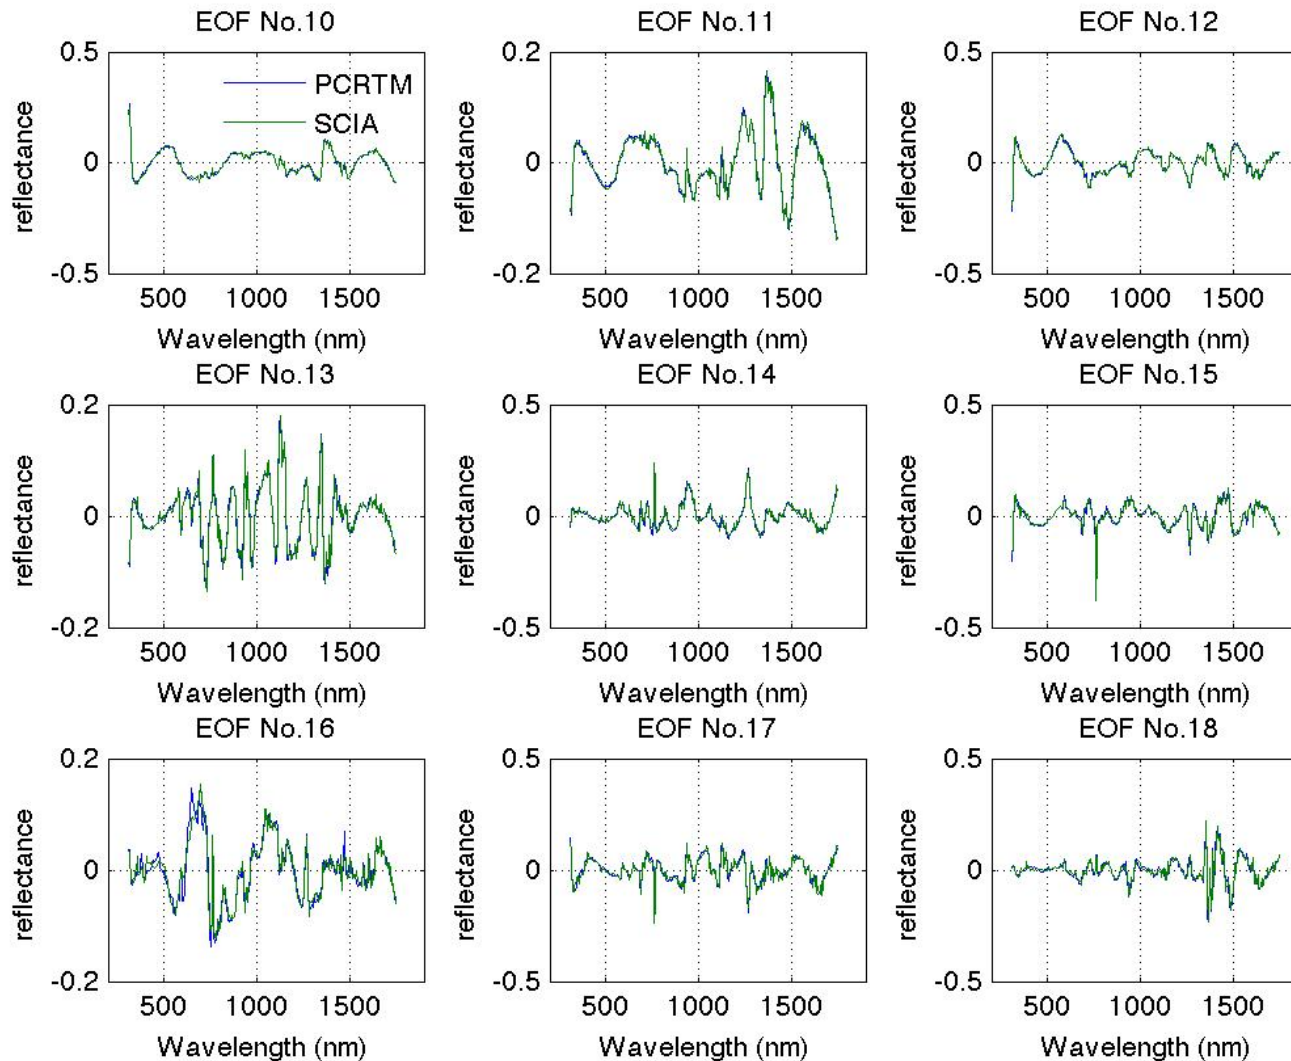 EOF No.10
EOF No.11
EOF No.12
0.5
0
-0.5
reflectance
PCRTM
SCIA
500 1000 1500
Wavelength (nm)
0.2
0
-0.2
reflectance
500 1000 1500
Wavelength (nm)
0.5
0
-0.5
reflectance
500 1000 1500
Wavelength (nm)
EOF No.13
EOF No.14
EOF No.15
0.2
0
-0.2
reflectance
500 1000 1500
Wavelength (nm)
0.5
0
-0.5
reflectance
500 1000 1500
Wavelength (nm)
0.5
0
-0.5
reflectance
500 1000 1500
Wavelength (nm)
EOF No.16
EOF No.17
EOF No.18
0.2
0
-0.2
reflectance
500 1000 1500
Wavelength (nm)
0.5
0
-0.5
reflectance
500 1000 1500
Wavelength (nm)
0.5
0
-0.5
reflectance
500 1000 1500
Wavelength (nm)